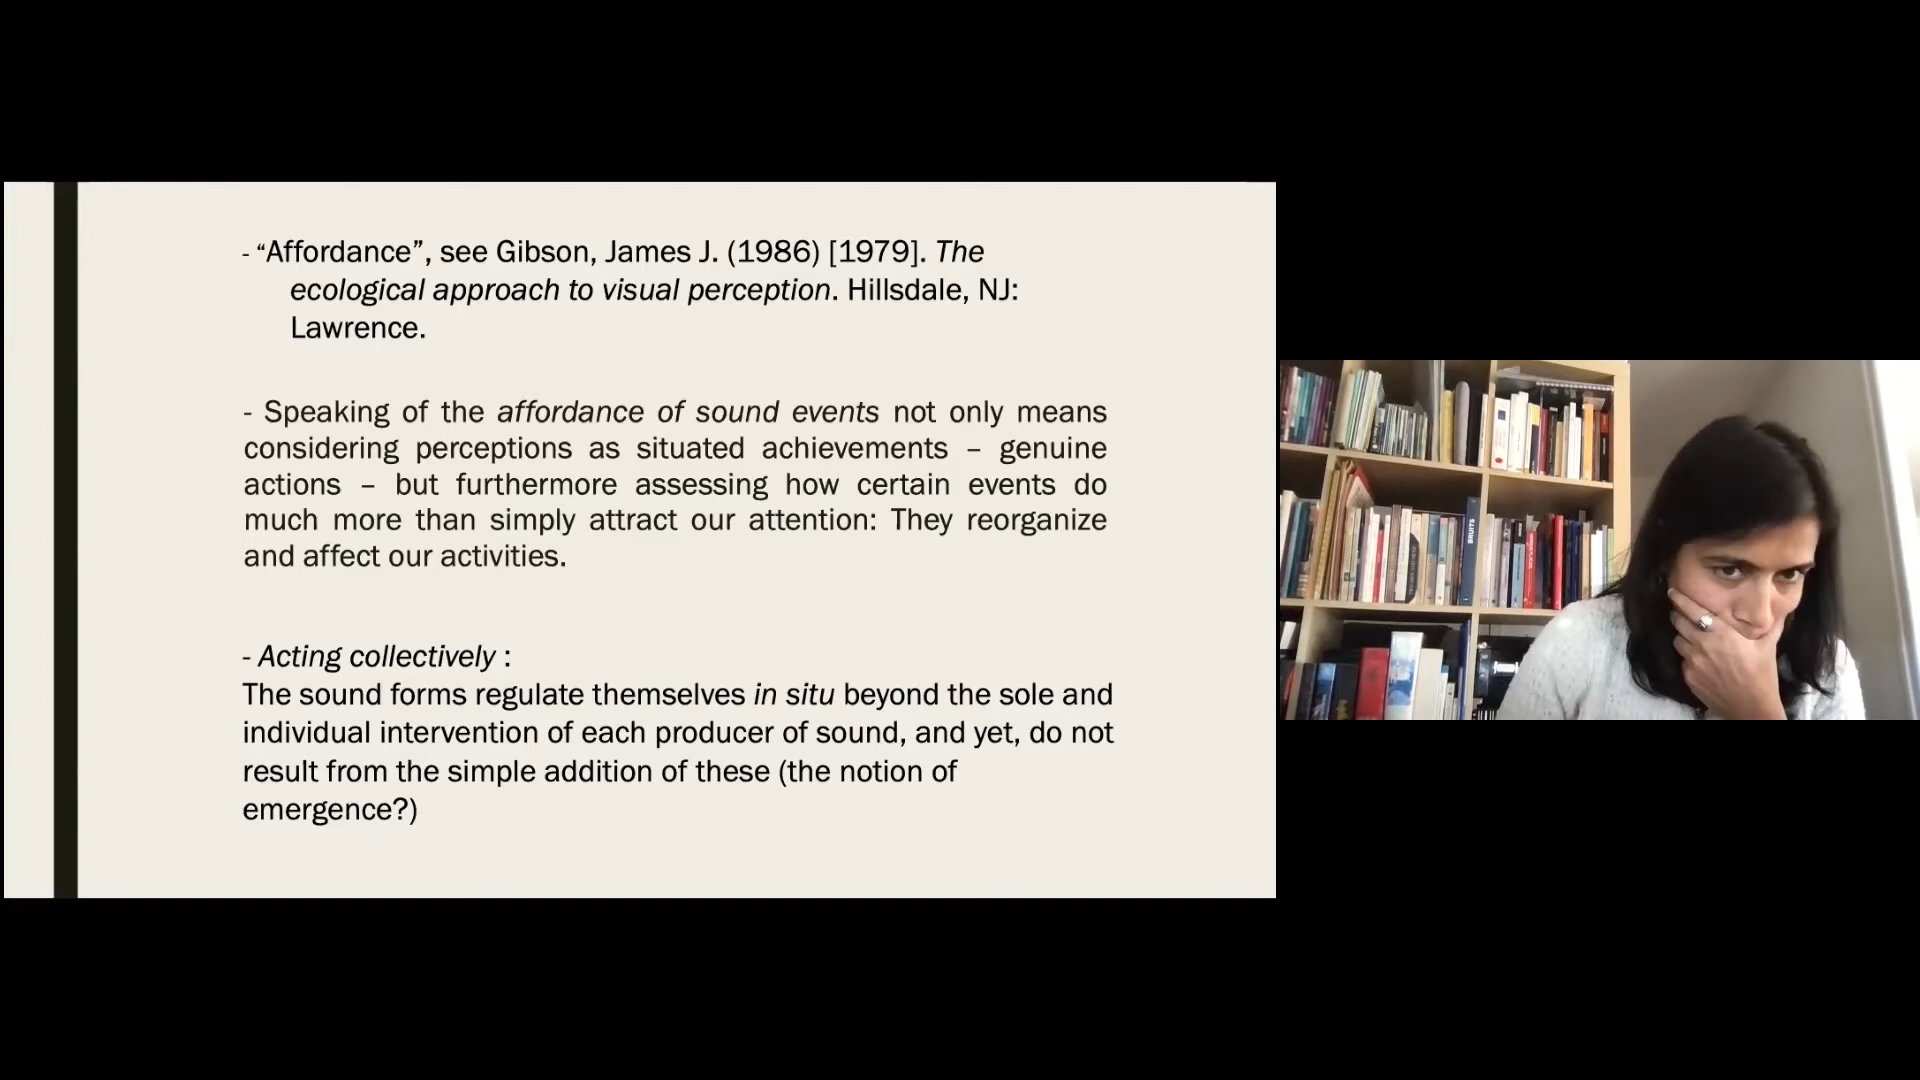 - “Affordance”, see Gibson, James J. (1986) [1979]. The
ecological approach to visual perception. Hillsdale, NJ:
Lawrence.
- Speaking of the affordance of sound events not only means
considering perceptions as situated achievements – genuine
actions – but furthermore assessing how certain events do
much more than simply attract our attention: They reorganize
and affect our activities.
- Acting collectively :
The sound forms regulate themselves in situ beyond the sole and
individual intervention of each producer of sound, and yet, do not
result from the simple addition of these (the notion of
emergence?)
BRUITS